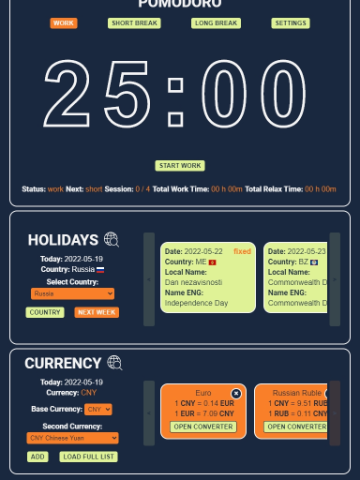 POMODORO
WORK SHORT BREAK LONG BREAK SETTINGS
25:00
START WORK
Status: work Next: short Session: 0 / 4 Total Work Time: 00 h 00m Total Relax Time: 00 h 0m
HOLIDAYS
Today: 2022-05-19
Country: Russia
Select Country:
Russia
COUNTRY NEXT WEEK
Date: 2022-05-22 fixed
Country: ME
Local Name:
Dan nezavisnosti
Name ENG:
Independence Day
Date: 2022-05-23
Country: BZ
Local Name:
Commonwealth D
Name ENG:
Commonwealth D
CURRENCY
Today: 2022-05-19
Currency: CNY
Base Currency: CNY
Second Currency:
CNY Chinese Yuan
ADD LOAD FULL LIST
Euro
1 CNY = 0.14 EUR
1 EUR = 7.09 CNY
OPEN CONVERTER
Russian Ruble
1 CNY = 9.51 RUB
1 RUB = 0.11 CNY
OPEN CONVERTER